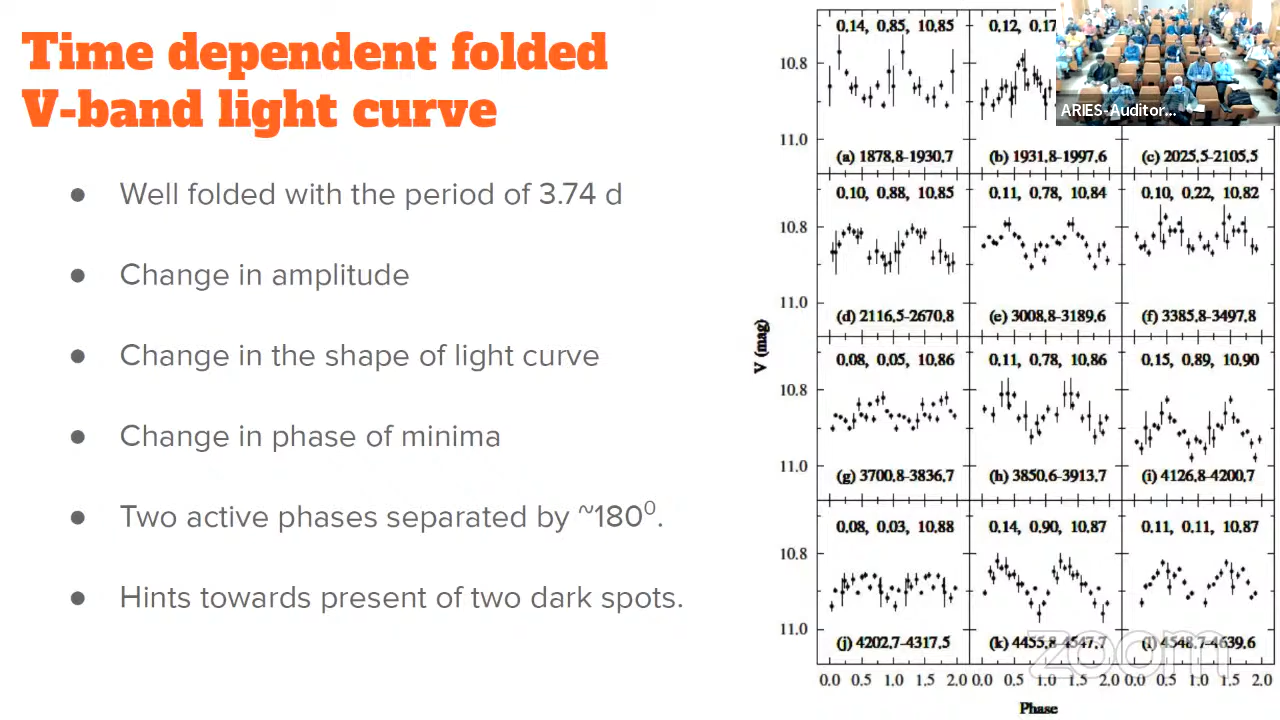 Time dependent folded
V-band light curve
● Well folded with the period of 3.74 d
● Change in amplitude
● Change in the shape of light curve
● Change in phase of minima
● Two active phases separated by ~180⁰.
● Hints towards present of two dark spots.
0.14, 0.85, 10.85
0.12, 0.17
ARIES-Auditor...
10.8
11.0
(a) 1878.8-1930.7
(b) 1931.8-1997.6
(c) 2025.5-2105.5
0.10, 0.88, 10.85
0.11, 0.78, 10.84
0.10, 0.22, 10.82
10.8
11.0
(d) 2116.5-2670.8
(e) 3008.8-3189.6
(f) 3385.8-3497.8
V (mag)
0.08, 0.05, 10.86
0.11, 0.78, 10.86
0.15, 0.89, 10.90
10.8
11.0
(g) 3700.8-3836.7
(h) 3850.6-3913.7
(i) 4126.8-4200.7
0.08, 0.03, 10.88
0.14, 0.90, 10.87
0.11, 0.11, 10.87
10.8
11.0
(j) 4202.7-4317.5
(k) 4455.8-4547.7
(l) 4548.7-4639.6
zoom
0.0 0.5 1.0 1.5 2.0 0.0 0.5 1.0 1.5 2.0 0.0 0.5 1.0 1.5 2.0
Phase